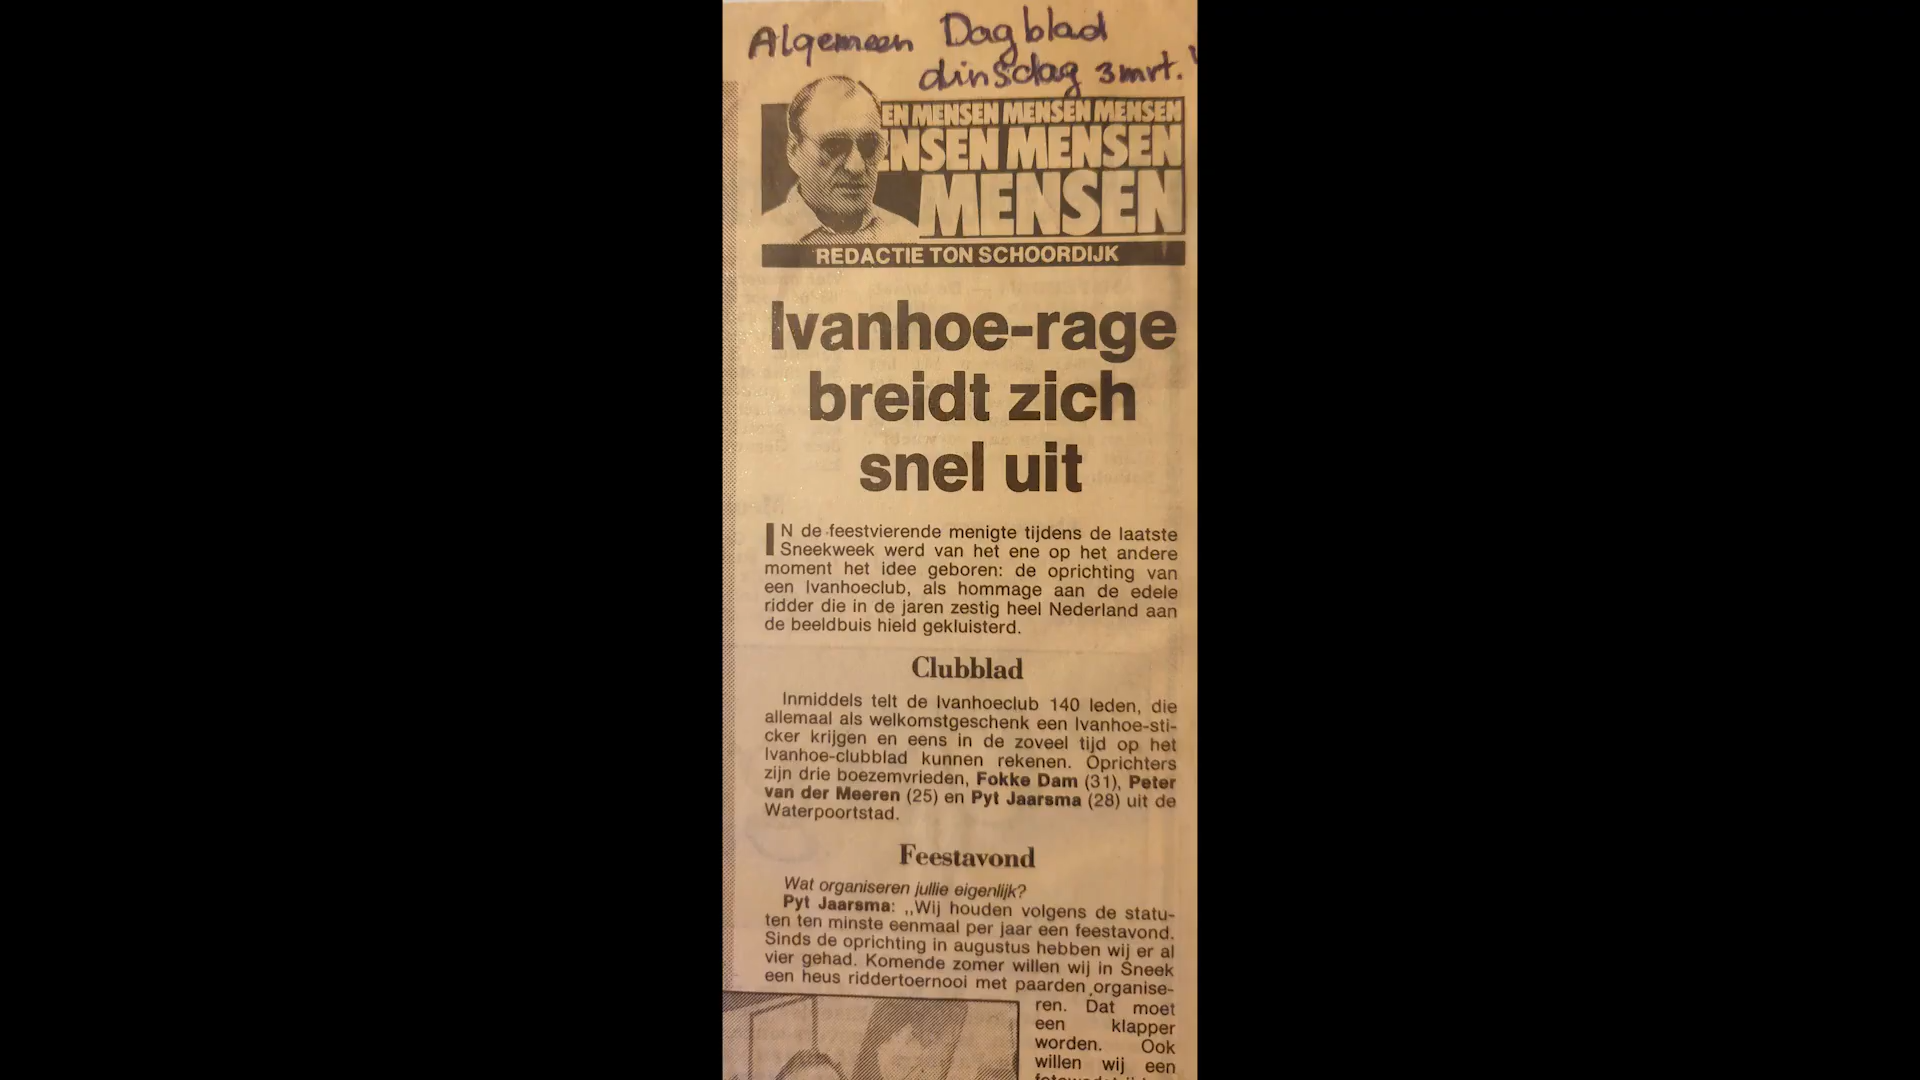 Algemeen Dagblad
dinsdag 3 mrt.
EN MENSEN MENSEN MENSEN
ENSEN MENSEN
MENSEN
REDACTIE TON SCHOORDIJK
Ivanhoe-rage
breidt zich
snel uit
IN de feestvierende menigte tijdens de laatste
Sneekweek werd van het ene op het andere
moment het idee geboren: de oprichting van
een Ivanhoeclub, als hommage aan de edele
ridder die in de jaren zestig heel Nederland aan
de beeldbuis hield gekluisterd.
Clubblad
Inmiddels telt de Ivanhoeclub 140 leden, die
allemaal als welkomstgeschenk een Ivanhoe-sti-
cker krijgen en eens in de zoveel tijd op het
Ivanhoe-clubblad kunnen rekenen. Oprichters
zijn drie boezemvrieden, Fokke Dam (31), Peter
van der Meeren (25) en Pyt Jaarsma (28) uit de
Waterpoortstad.
Feestavond
Wat organiseren jullie eigenlijk?
Pyt Jaarsma: ,,Wij houden volgens de statu-
ten ten minste eenmaal per jaar een feestavond.
Sinds de oprichting in augustus hebben wij er al
vier gehad. Komende zomer willen wij in Sneek
een heus riddertoernooi met paarden organise-
ren. Dat moet
een klapper
worden. Ook
willen wij een